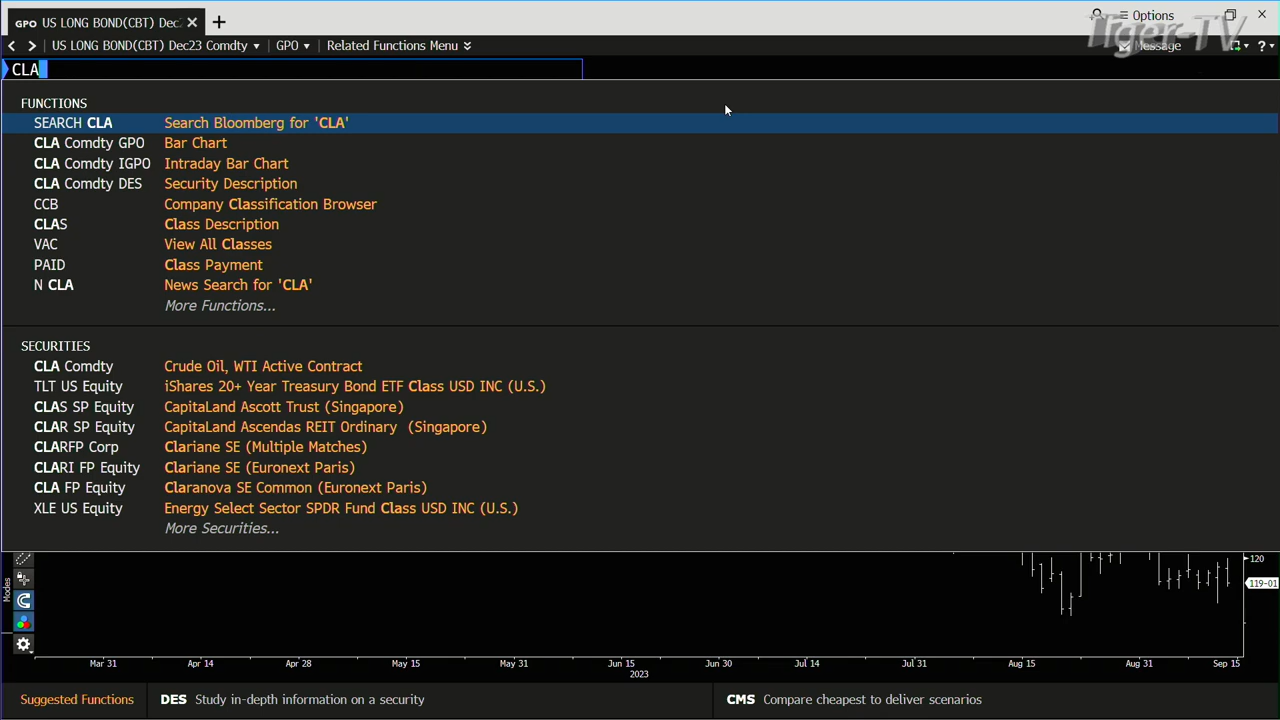 GPO US LONG BOND(CBT) Dec
Options
Tiger-TV
US LONG BOND(CBT) Dec23 Comdty GPO Related Functions Menu Message ?
CLA
FUNCTIONS
SEARCH CLA Search Bloomberg for 'CLA'
CLA Comdty GPO Bar Chart
CLA Comdty IGPO Intraday Bar Chart
CLA Comdty DES Security Description
CCB Company Classification Browser
CLAS Class Description
VAC View All Classes
PAID Class Payment
N CLA News Search for 'CLA'
More Functions...
SECURITIES
CLA Comdty Crude Oil, WTI Active Contract
TLT US Equity iShares 20+ Year Treasury Bond ETF Class USD INC (U.S.)
CLAS SP Equity CapitaLand Ascott Trust (Singapore)
CLAR SP Equity CapitaLand Ascendas REIT Ordinary (Singapore)
CLARFP Corp Clariane SE (Multiple Matches)
CLARI FP Equity Clariane SE (Euronext Paris)
CLA FP Equity Claranova SE Common (Euronext Paris)
XLE US Equity Energy Select Sector SPDR Fund Class USD INC (U.S.)
More Securities...
120
Modes
119-01
Mar 31 Apr 14 Apr 28 May 15 May 31 Jun 15 Jun 30 Jul 14 Jul 31 Aug 15 Aug 31 Sep 15
2023
Suggested Functions DES Study in-depth information on a security CMS Compare cheapest to deliver scenarios